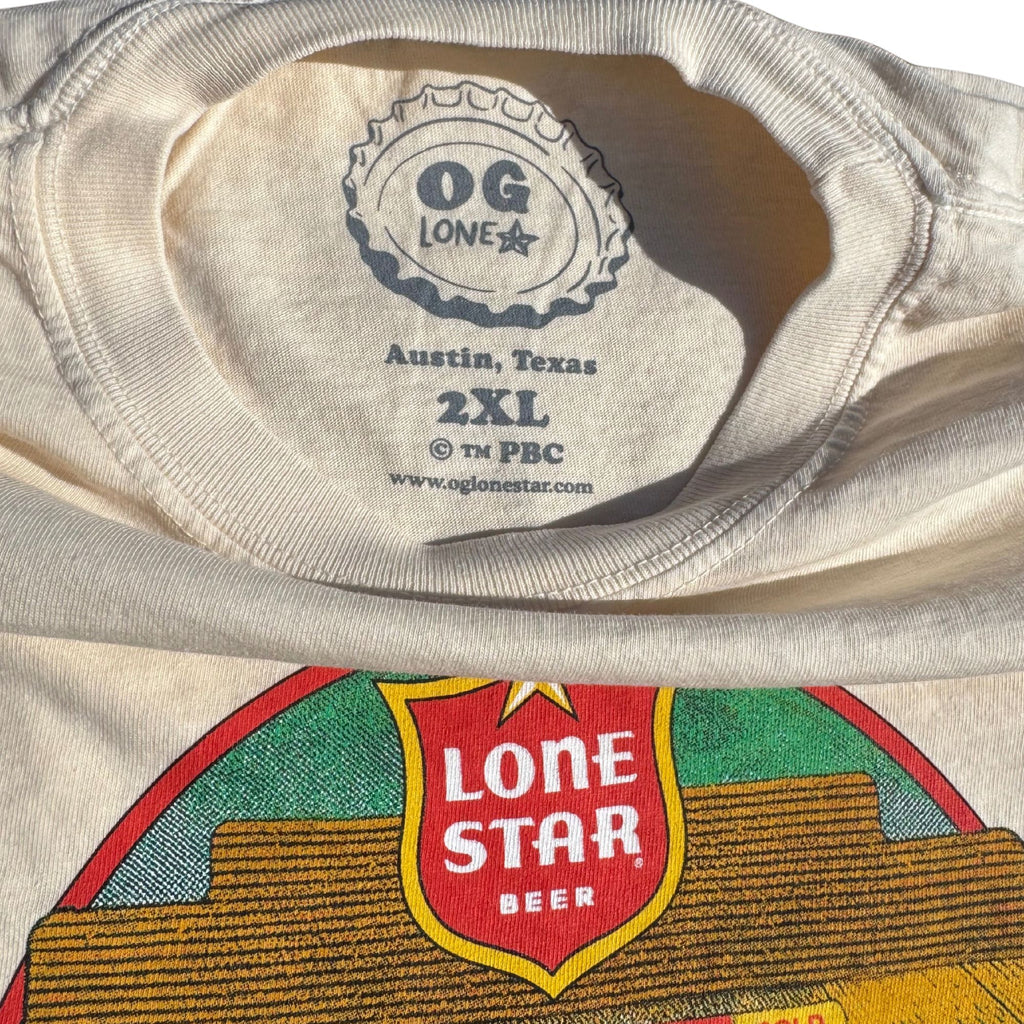 OG
LONE
Austin, Texas
2XL
© TM PBC
www.oglonestar.com
LONE
STAR®
BEER